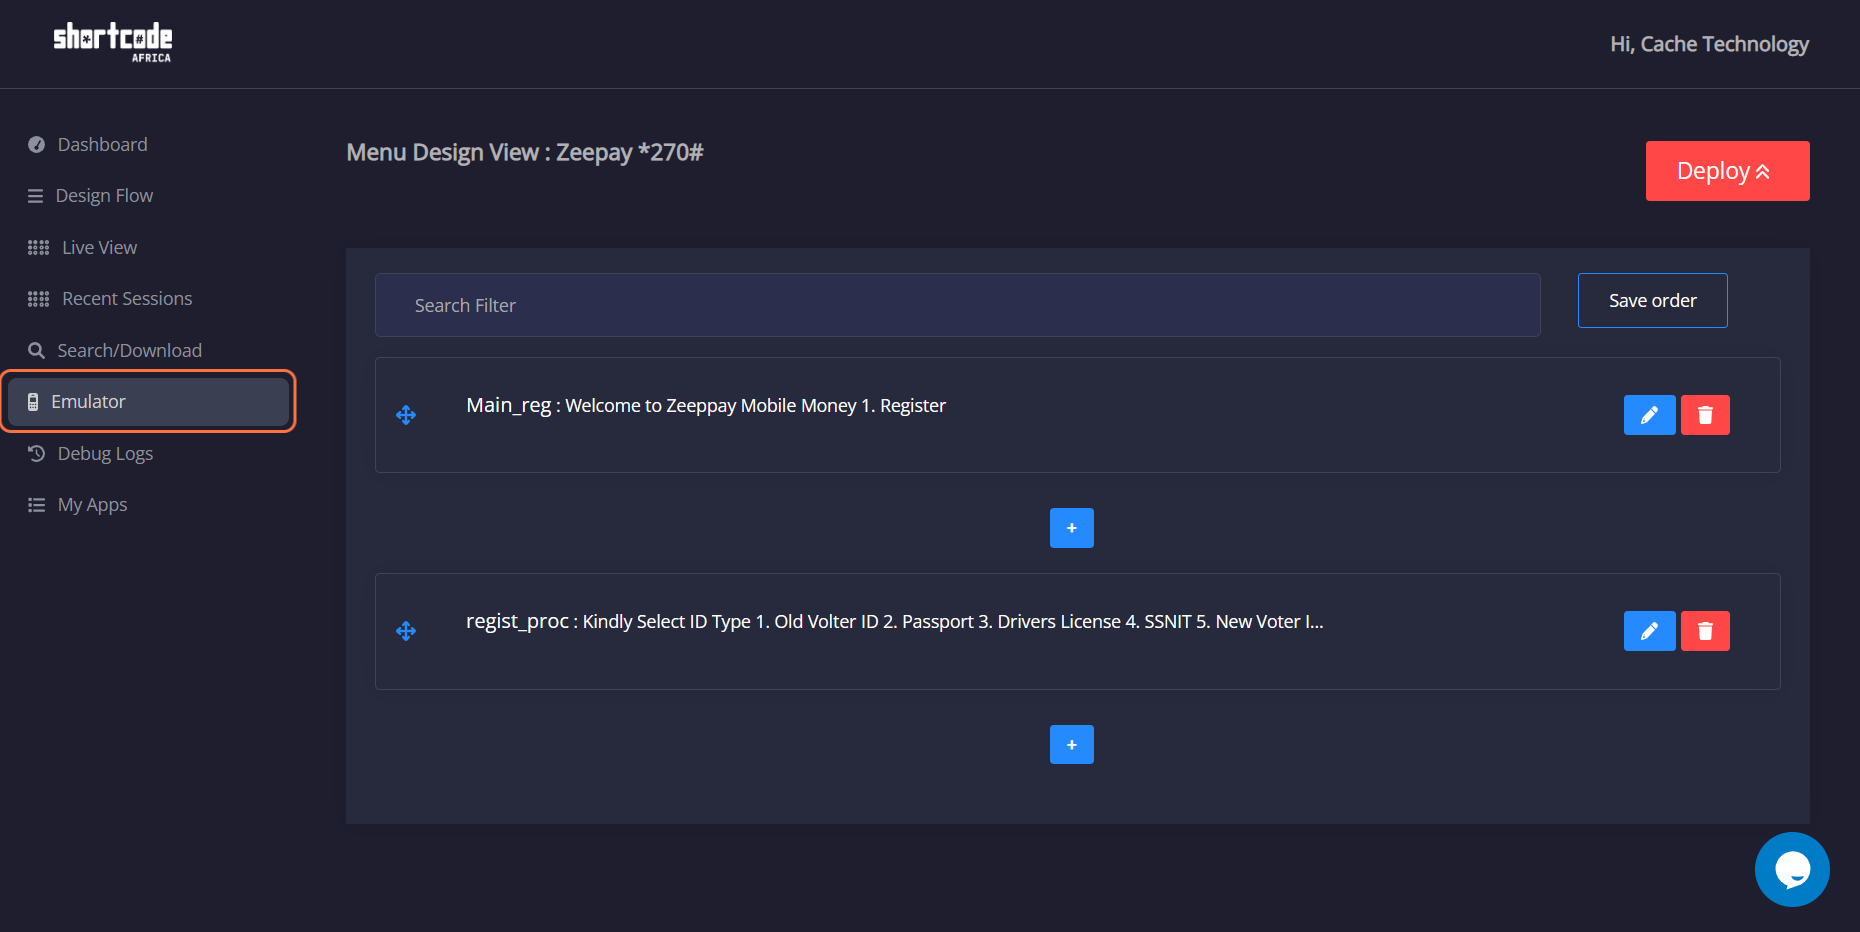 shortcode
AFRICA
Hi, Cache Technology
Dashboard
Design Flow
Live View
Recent Sessions
Search/Download
Emulator
Debug Logs
My Apps
Menu Design View : Zeepay *270#
Deploy
Search Filter
Save order
Main_reg : Welcome to Zeeppay Mobile Money 1. Register
+
regist_proc : Kindly Select ID Type 1. Old Volter ID 2. Passport 3. Drivers License 4. SSNIT 5. New Voter I...
+